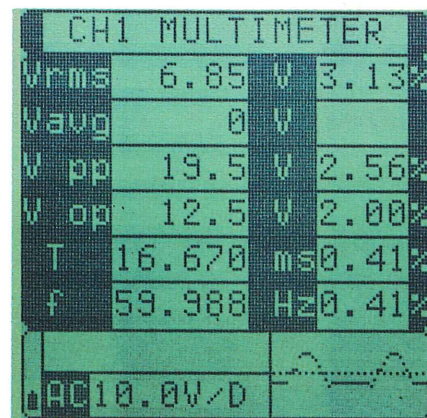 CH1 MULTIMETER
Vrms 6.85 V 3.13%
Vavg 0 V
V pp 19.5 V 2.56%
V op 12.5 V 2.00%
T 16.670 ms 0.41%
f 59.988 Hz 0.41%
AC 10.0V/D